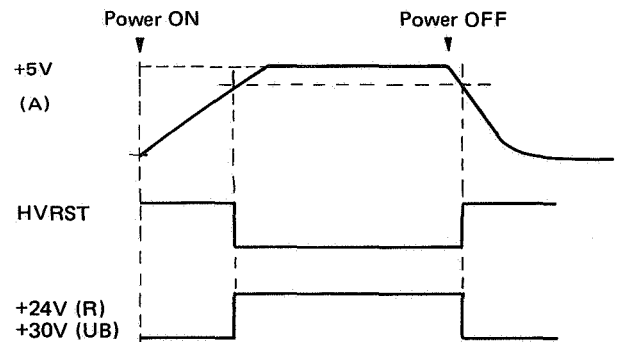 Power ON
Power OFF
+5V
(A)
HVRST
+24V (R)
+30V (UB)